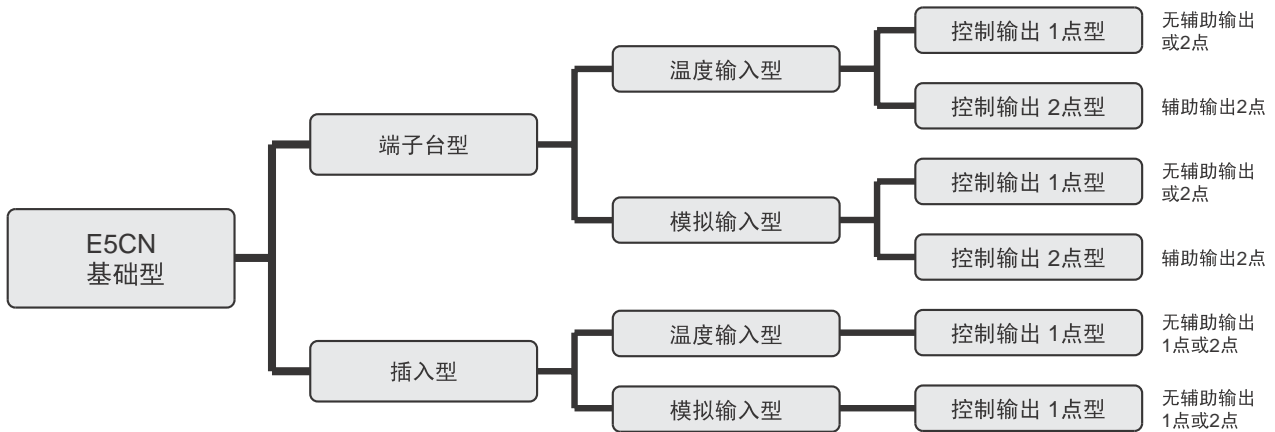 E5CN
基础型
端子台型
插入型
温度输入型
模拟输入型
温度输入型
模拟输入型
控制输出 1点型
无辅助输出
或2点
控制输出 2点型
辅助输出2点
控制输出 1点型
无辅助输出
或2点
控制输出 2点型
辅助输出2点
控制输出 1点型
无辅助输出
1点或2点
控制输出 1点型
无辅助输出
1点或2点